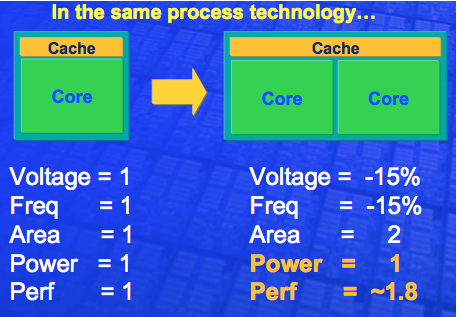 In the same process technology...
Cache
Core
Cache
Core Core
Voltage = 1
Freq = 1
Area = 1
Power = 1
Perf = 1
Voltage = -15%
Freq = -15%
Area = 2
Power = 1
Perf = ~1.8